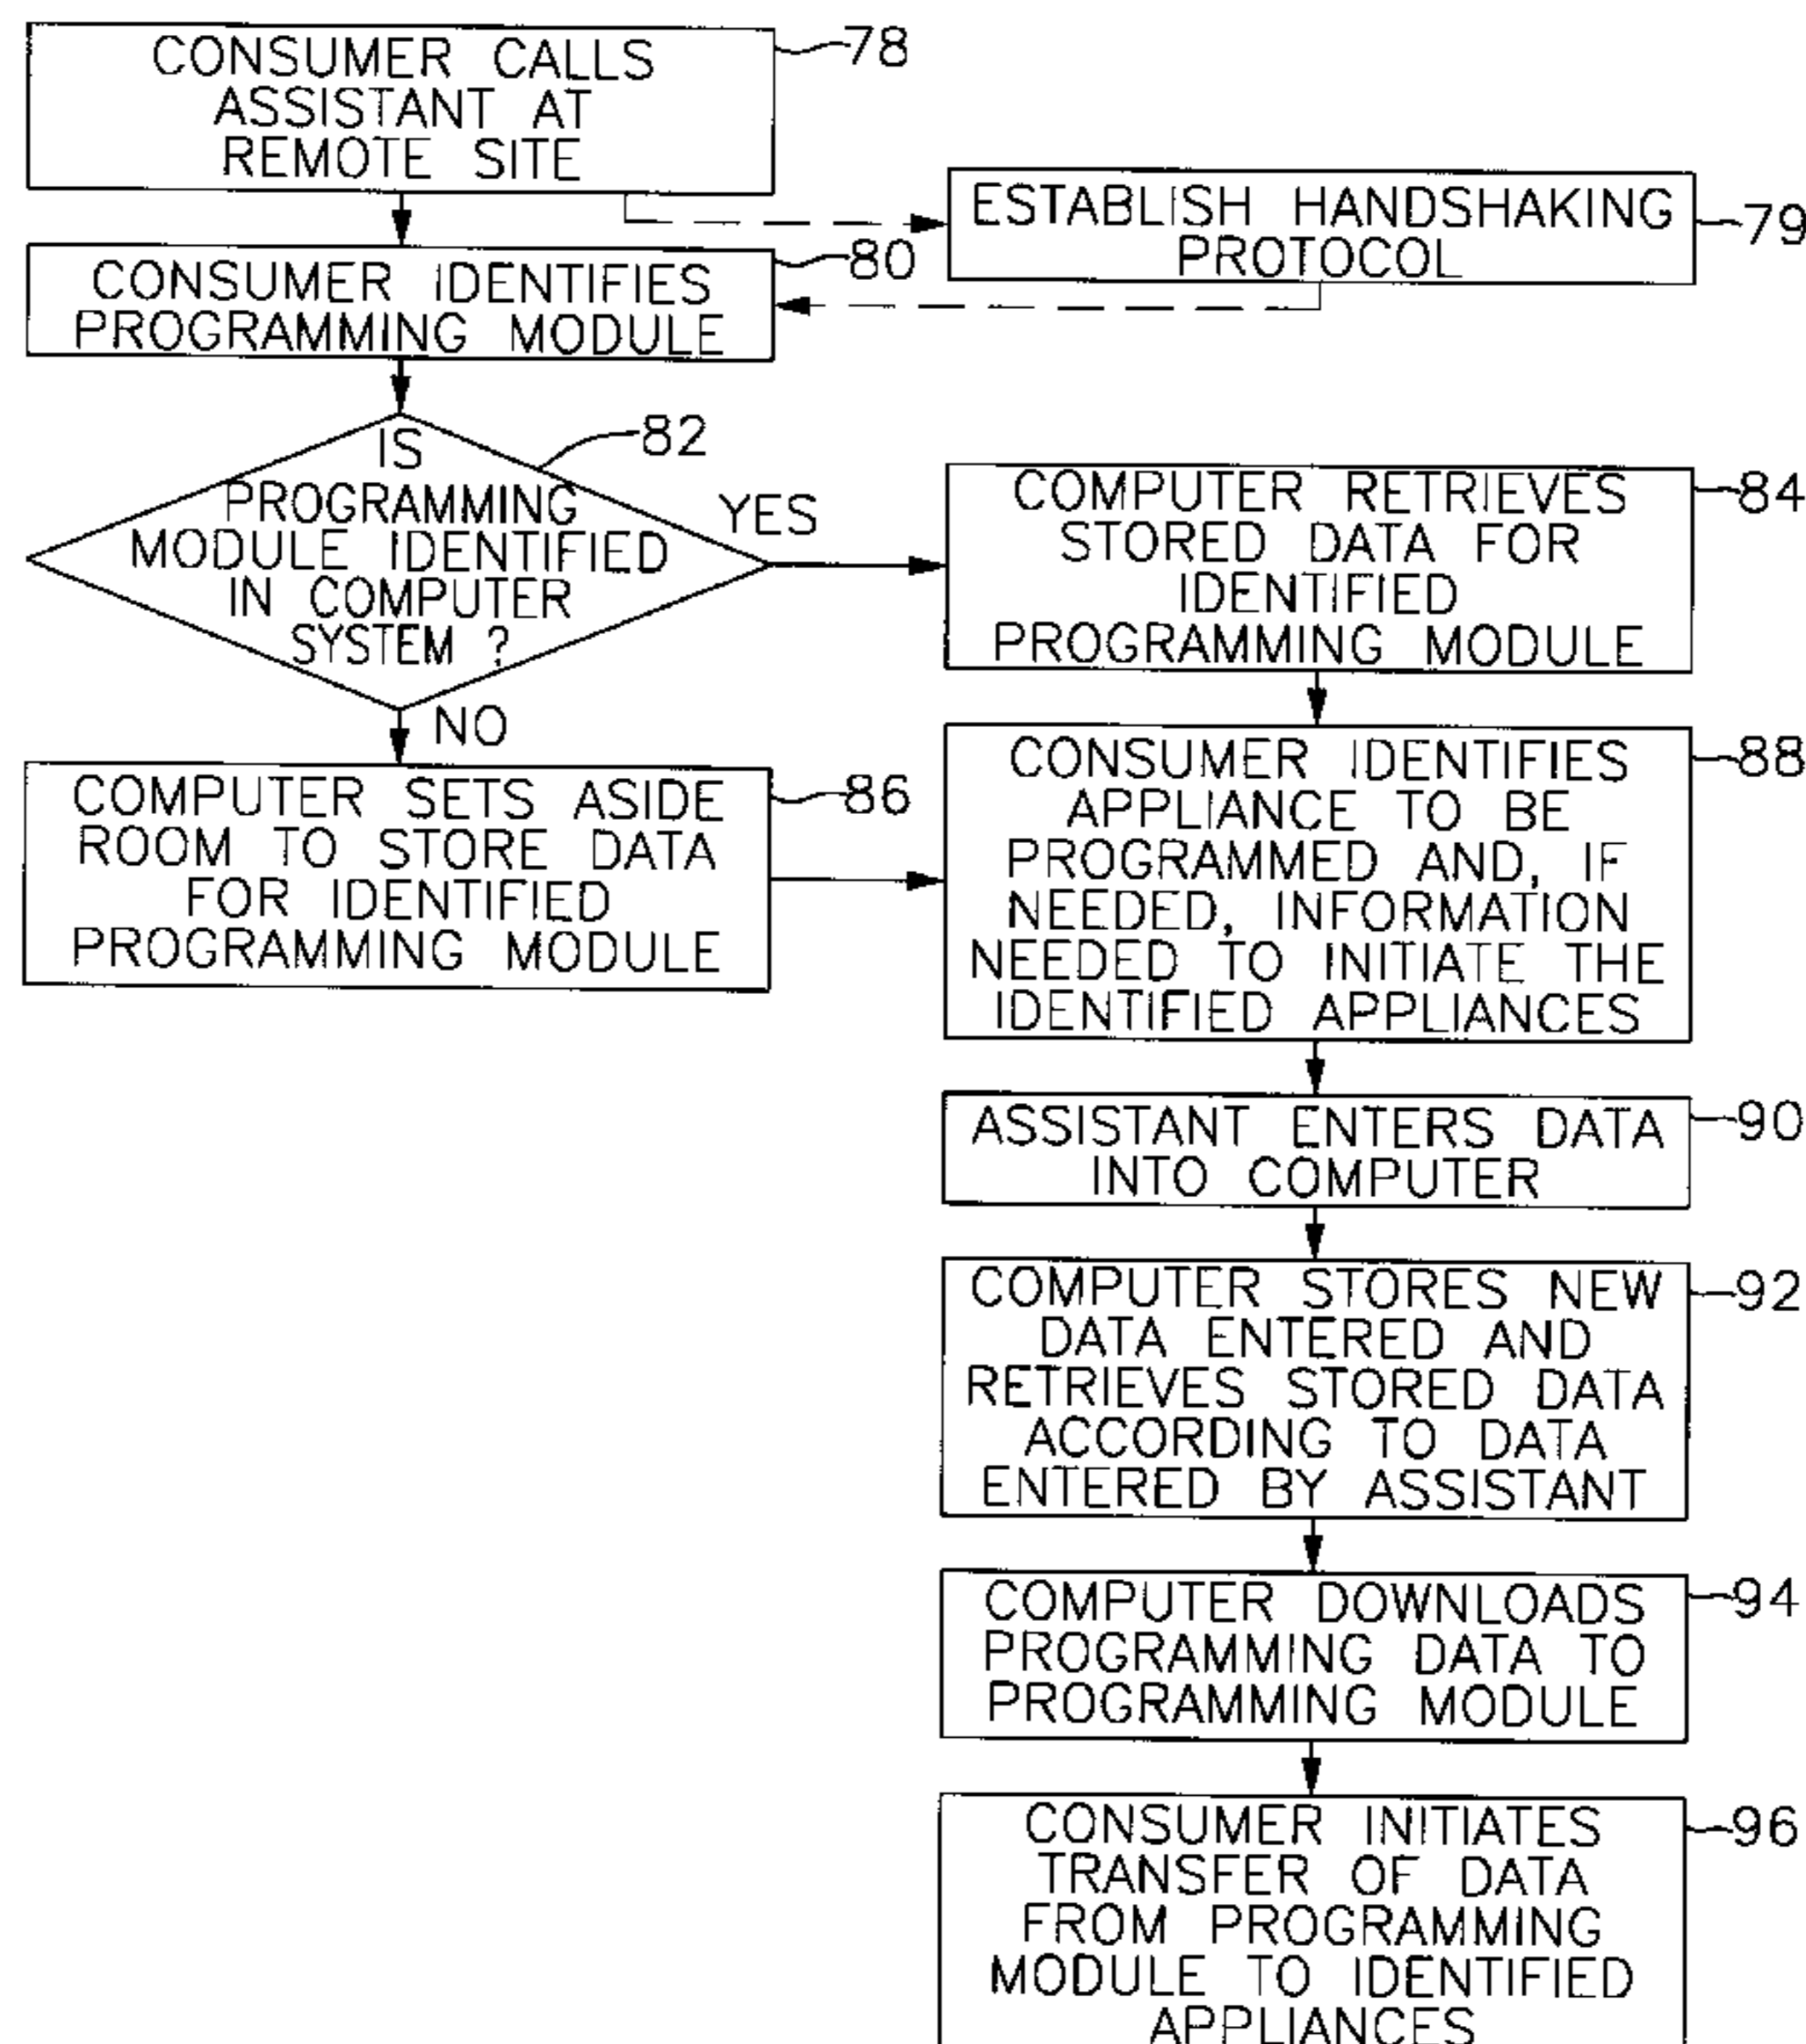 CONSUMER CALLS
ASSISTANT AT
REMOTE SITE
78
ESTABLISH HANDSHAKING
PROTOCOL
79
CONSUMER IDENTIFIES
PROGRAMMING MODULE
80
IS
PROGRAMMING
MODULE IDENTIFIED
IN COMPUTER
SYSTEM ?
82
YES
NO
COMPUTER RETRIEVES
STORED DATA FOR
IDENTIFIED
PROGRAMMING MODULE
84
COMPUTER SETS ASIDE
ROOM TO STORE DATA
FOR IDENTIFIED
PROGRAMMING MODULE
86
CONSUMER IDENTIFIES
APPLIANCE TO BE
PROGRAMMED AND, IF
NEEDED, INFORMATION
NEEDED TO INITIATE THE
IDENTIFIED APPLIANCES
88
ASSISTANT ENTERS DATA
INTO COMPUTER
90
COMPUTER STORES NEW
DATA ENTERED AND
RETRIEVES STORED DATA
ACCORDING TO DATA
ENTERED BY ASSISTANT
92
COMPUTER DOWNLOADS
PROGRAMMING DATA TO
PROGRAMMING MODULE
94
CONSUMER INITIATES
TRANSFER OF DATA
FROM PROGRAMMING
MODULE TO IDENTIFIED
APPLIANCES
96